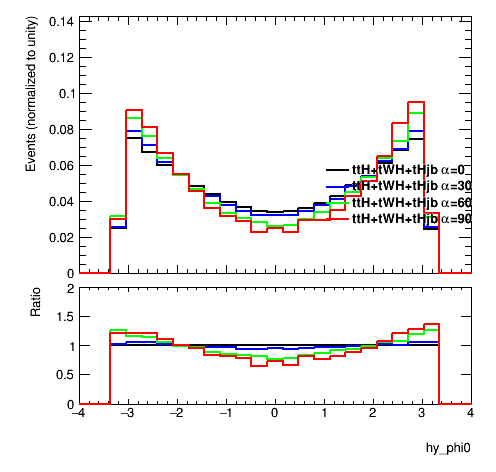 Events (normalized to unity)
0.14
0.12
0.1
0.08
0.06
0.04
0.02
0
ttH+tWH+tHjb α=0
ttH+tWH+tHjb α=30
ttH+tWH+tHjb α=60
ttH+tWH+tHjb α=90
Ratio
2
1.5
1
0.5
0
−4 −3 −2 −1 0 1 2 3 4
hy_phi0